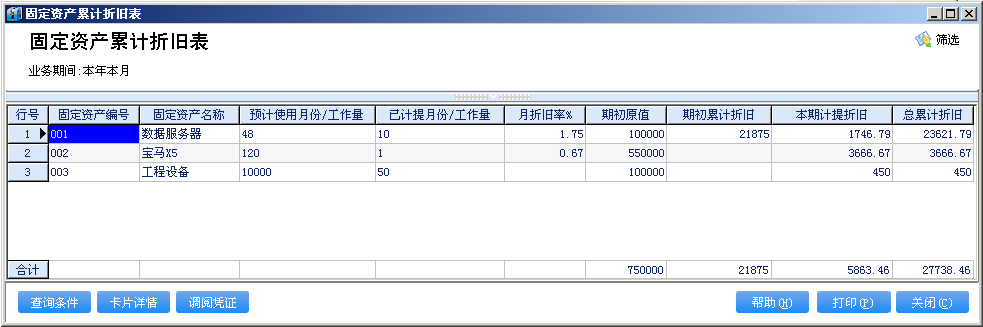 固定资产累计折旧表
固定资产累计折旧表
筛选
业务期间:本年本月
行号 固定资产编号 固定资产名称 预计使用月份/工作量 已计提月份/工作量 月折旧率% 期初原值 期初累计折旧 本期计提折旧 总累计折旧
1 001 数据服务器 48 10 1.75 100000 21875 1746.79 23621.79
2 002 宝马X5 120 1 0.67 550000 3666.67 3666.67
3 003 工程设备 10000 50 100000 450 450
合计 750000 21875 5863.46 27738.46
查询条件 卡片详情 调阅凭证 帮助(H) 打印(P) 关闭(C)